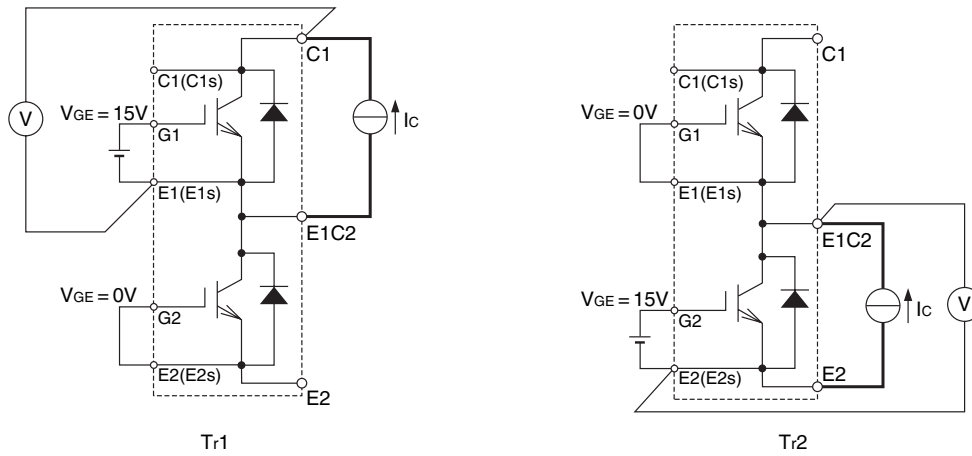 C1
C1(C1s)
VGE = 15V
G1
V
IC
E1(E1s)
E1C2
VGE = 0V
G2
E2(E2s)
E2
Tr1
C1
C1(C1s)
VGE = 0V
G1
E1(E1s)
E1C2
VGE = 15V
G2
IC
V
E2(E2s)
E2
Tr2